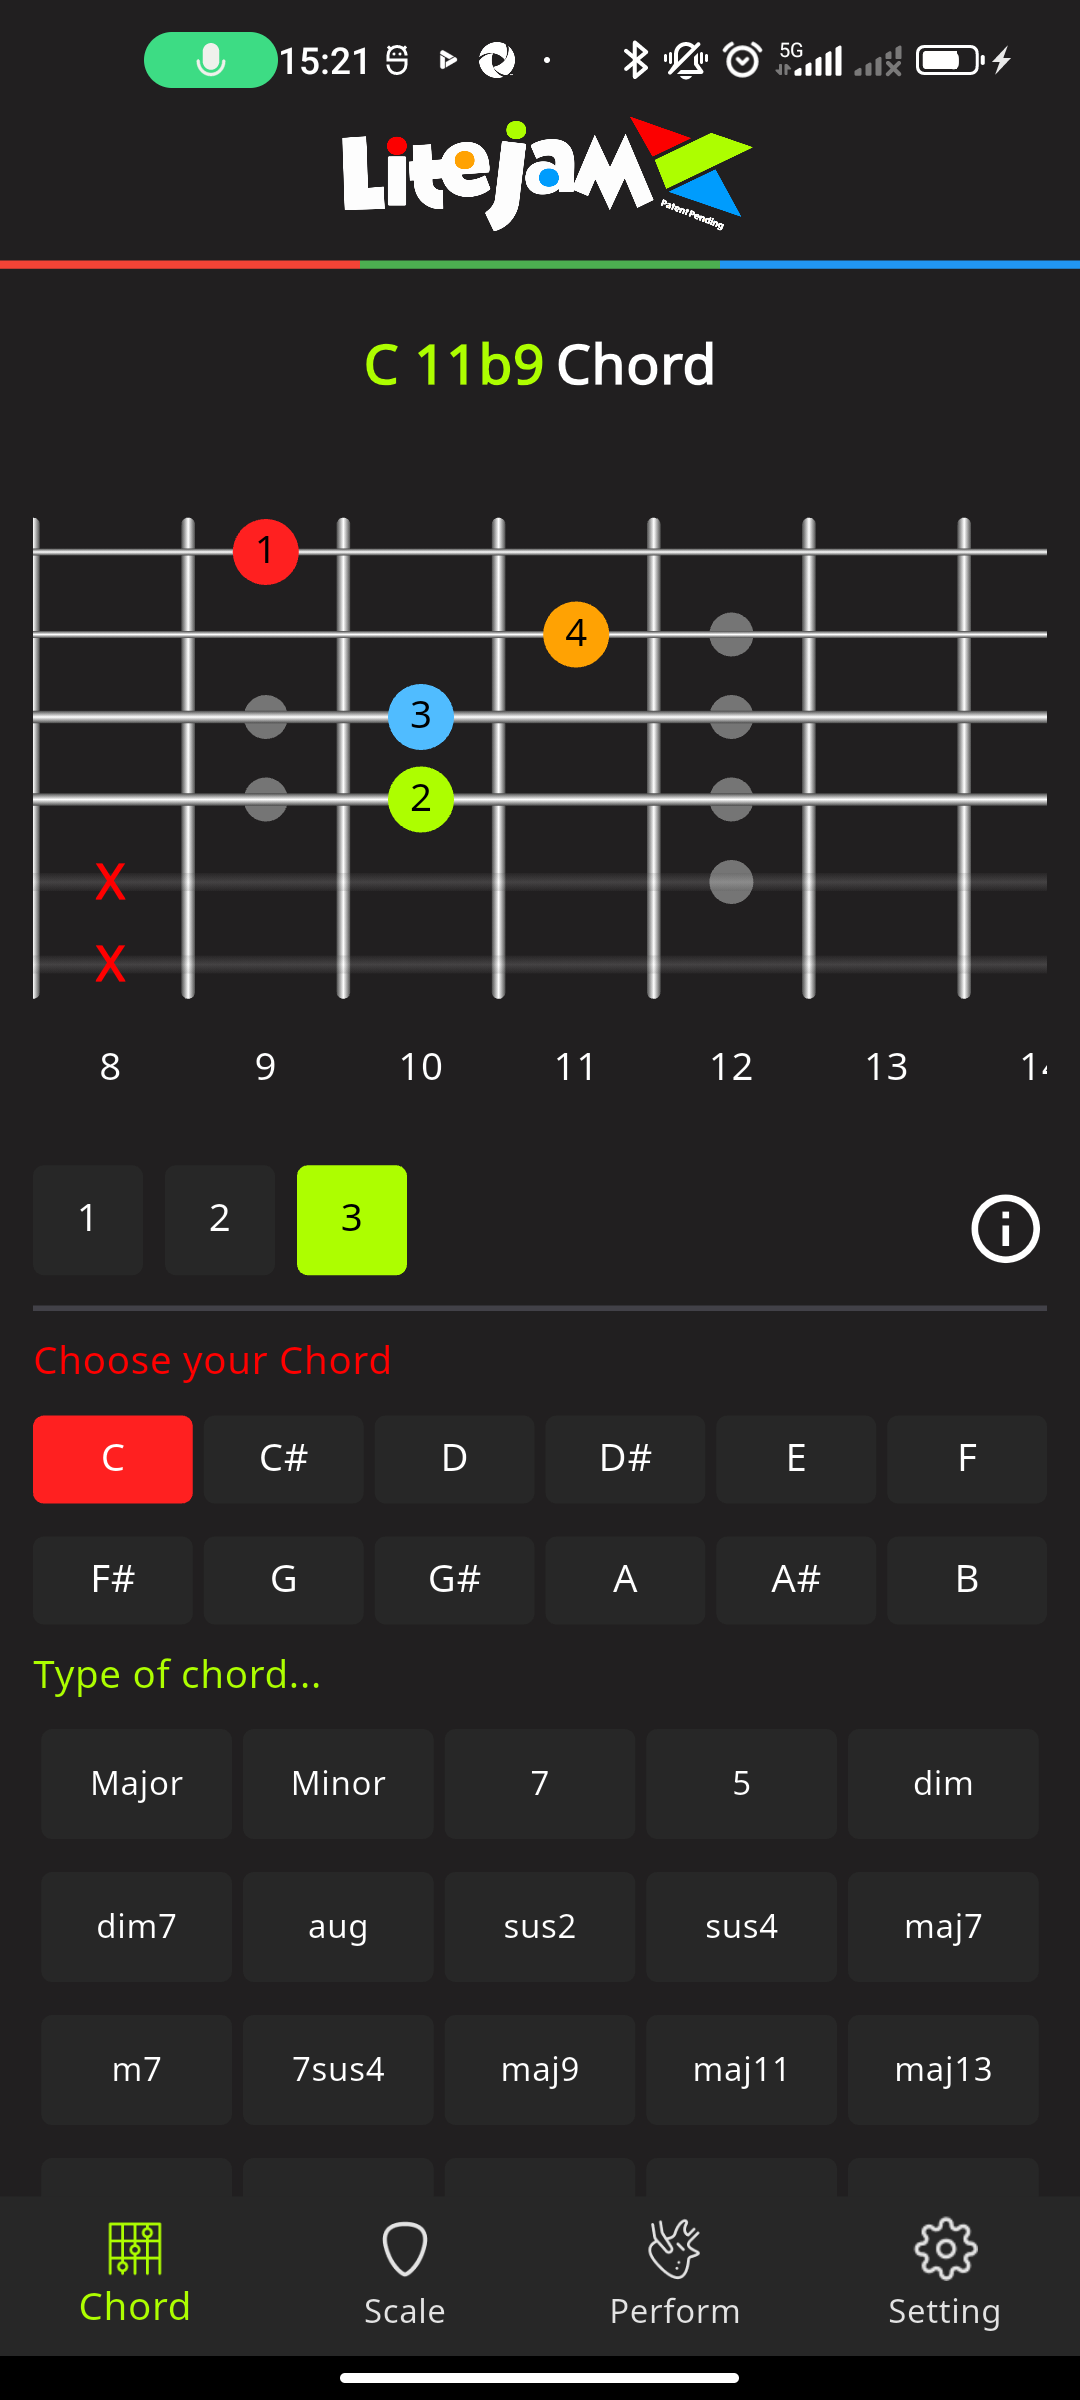 15:21 5G
Litejam
Patent Pending
C 11b9 Chord
1
4
3
2
X
X
8 9 10 11 12 13
1 2 3
Choose your Chord
C C# D D# E F
F# G G# A A# B
Type of chord...
Major Minor 7 5 dim
dim7 aug sus2 sus4 maj7
m7 7sus4 maj9 maj11 maj13
Chord Scale Perform Setting